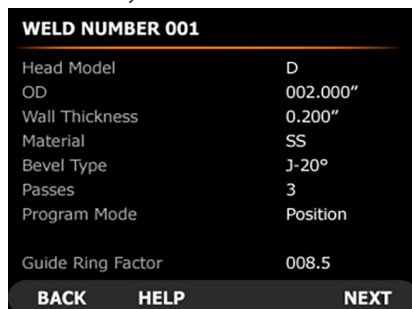 WELD NUMBER 001
Head Model D
OD 002.000"
Wall Thickness 0.200"
Material SS
Bevel Type J-20°
Passes 3
Program Mode Position
Guide Ring Factor 008.5
BACK HELP NEXT